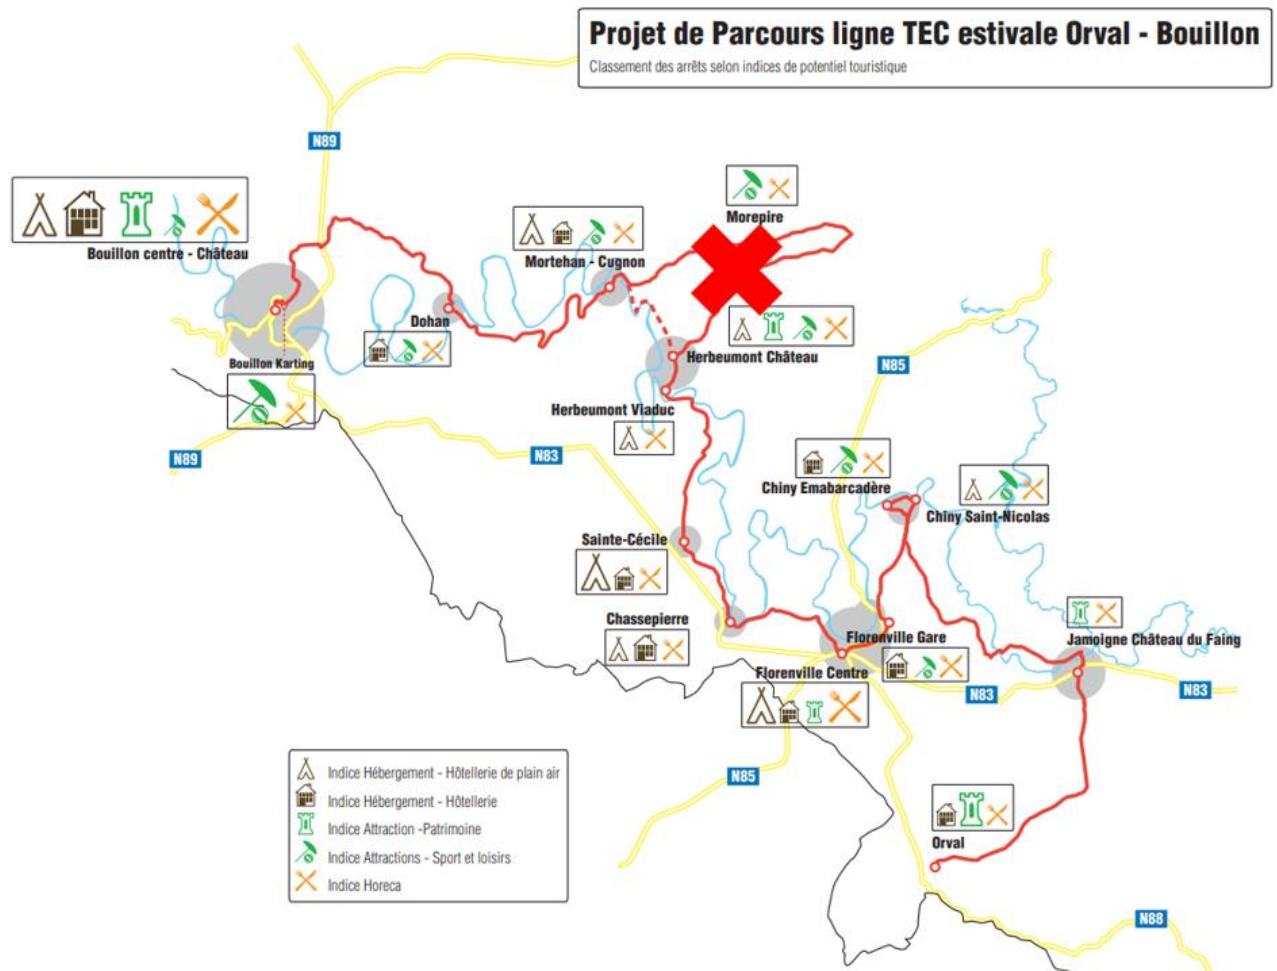 Projet de Parcours ligne TEC estivale Orval - Bouillon
Classement des arrêts selon indices de potentiel touristique
N89
Morepire
Bouillon centre - Château
Mortehan - Cugnon
Dohan
Herbeumont Château
Bouillon Karting
N85
Herbeumont Viaduc
N89
N83
Chiny Emabarcadère
Chiny Saint-Nicolas
Sainte-Cécile
Chassepierre
Florenville Gare
Jamoigne Château du Faing
Florenville Centre
N83
N83
N85
Indice Hébergement - Hôtellerie de plain air
Indice Hébergement - Hôtellerie
Indice Attraction -Patrimoine
Indice Attractions - Sport et loisirs
Indice Horeca
Orval
N88